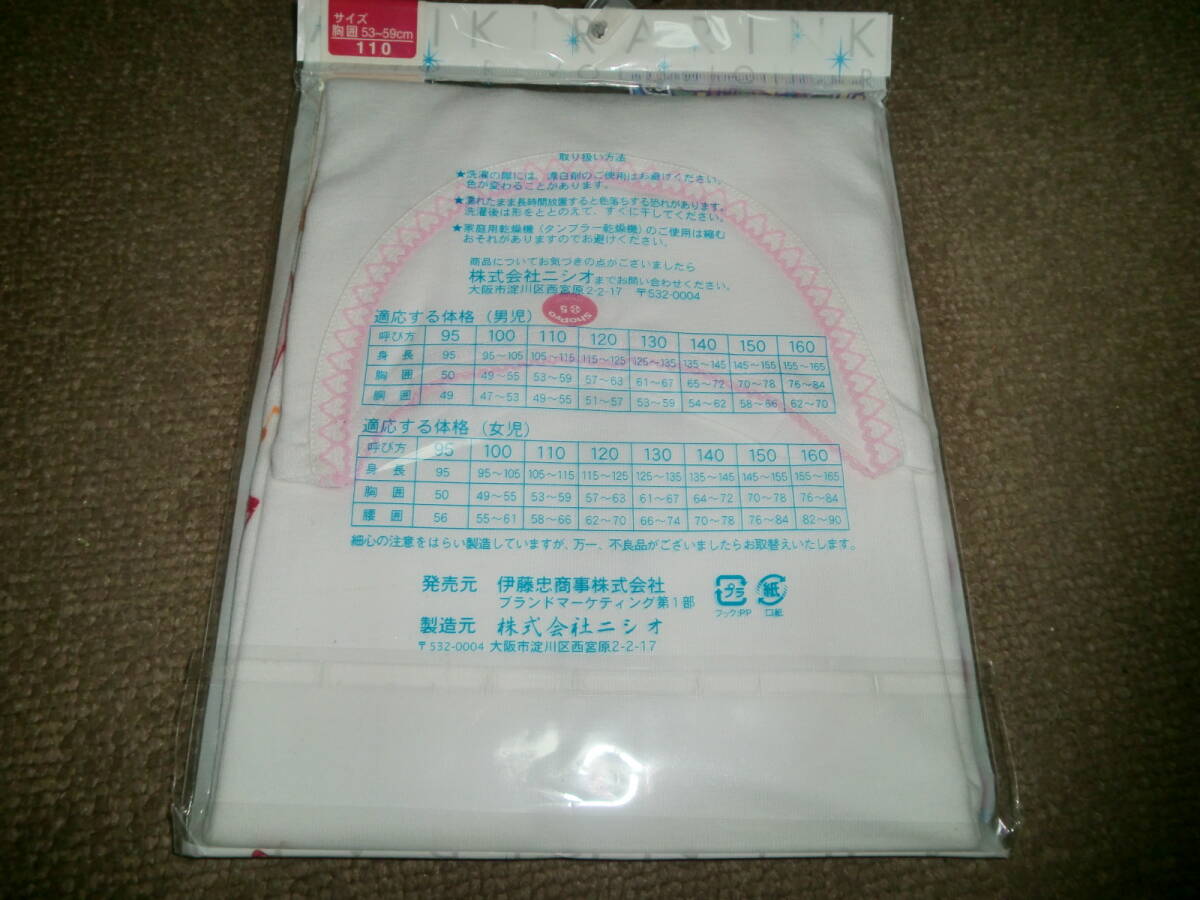 サイズ
胸囲 53~59cm
110
取り扱い方法
★洗濯の際には、漂白剤のご使用はお避けください。
色が変わることがあります。
★濡れたまま長時間放置すると色落ちする恐れがあります。
洗濯後は形をととのえて、すぐに干してください。
★家庭用乾燥機(タンブラー乾燥機)のご使用は縮む
おそれがありますのでお避けください。
商品についてお気づきの点がございましたら
株式会社ニシオまでお問い合わせください。
大阪市淀川区西宮原2-2-17 〒532-0004
ShoPro
85
適応する体格(男児)
呼び方 95 100 110 120 130 140 150 160
身長 95 95~105 105~115 115~125 125~135 135~145 145~155 155~165
胸囲 50 49~55 53~59 57~63 61~67 65~72 70~78 76~84
胴囲 49 47~53 49~55 51~57 53~59 54~62 58~66 62~70
適応する体格(女児)
呼び方 95 100 110 120 130 140 150 160
身長 95 95~105 105~115 115~125 125~135 135~145 145~155 155~165
胸囲 50 49~55 53~59 57~63 61~67 64~72 70~78 76~84
腰囲 56 55~61 58~66 62~70 66~74 70~78 76~84 82~90
細心の注意をはらい製造していますが、万一、不良品がございましたらお取替えいたします。
発売元 伊藤忠商事株式会社
ブランドマーケティング第1部
プラ 紙
フック:PP 口紙
製造元 株式会社ニシオ
〒532-0004 大阪市淀川区西宮原2-2-17